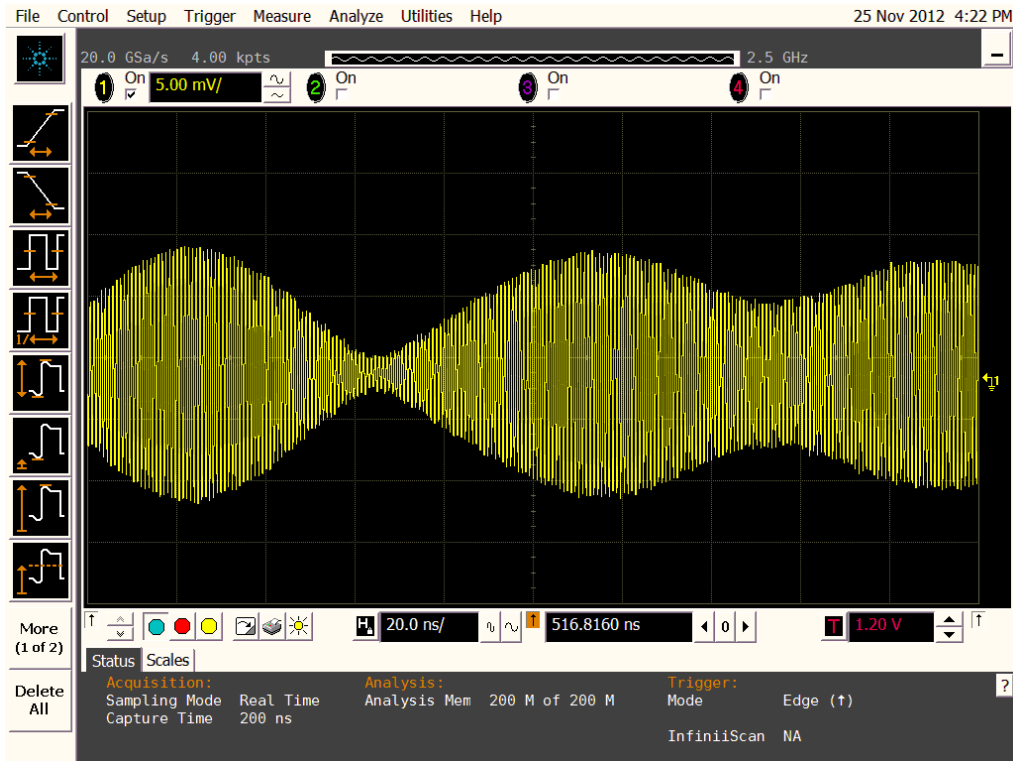 File Control Setup Trigger Measure Analyze Utilities Help 25 Nov 2012 4:22 PM
20.0 GSa/s 4.00 kpts 2.5 GHz
1 On 5.00 mV/ 2 On 3 On 4 On
1/
1
More
(1 of 2)
Delete
All
H 20.0 ns/ 516.8160 ns 0 T 1.20 V
Status Scales
Acquisition: Analysis: Trigger:
Sampling Mode Real Time Analysis Mem 200 M of 200 M Mode Edge (↑)
Capture Time 200 ns
InfiniiScan NA
?